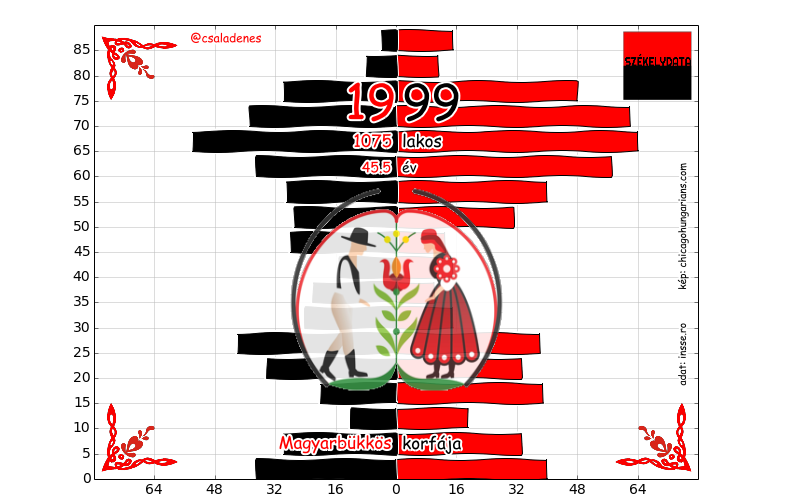 @csaladenes
SZÉKELYDATA
1999
1075 lakos
45.5 év
kép: chicagohungarians.com
adat: insse.ro
Magyarbükkös korfája
85
80
75
70
65
60
55
50
45
40
35
30
25
20
15
10
5
0
64 48 32 16 0 16 32 48 64